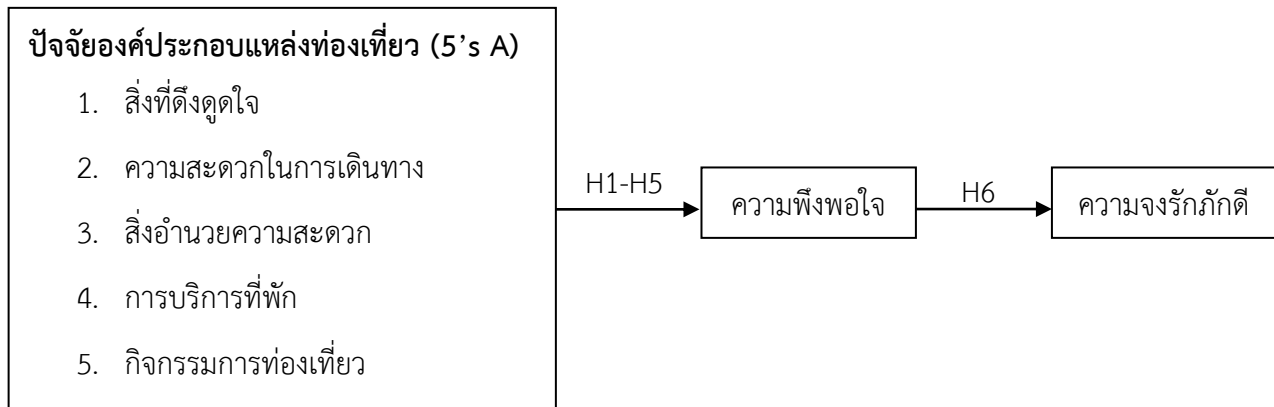 ปัจจัยองค์ประกอบแหล่งท่องเที่ยว (5’s A)
1. สิ่งที่ดึงดูดใจ
2. ความสะดวกในการเดินทาง
3. สิ่งอำนวยความสะดวก
4. การบริการที่พัก
5. กิจกรรมการท่องเที่ยว
H1-H5
ความพึงพอใจ
H6
ความจงรักภักดี